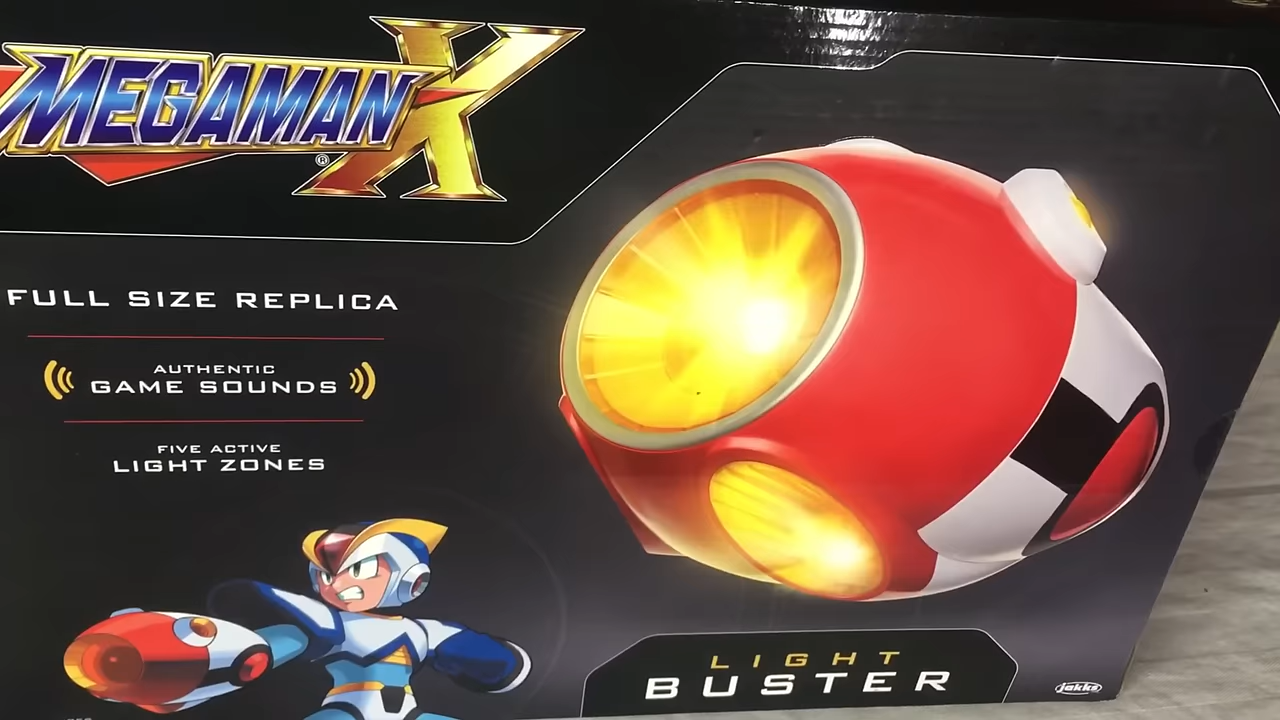 MEGAMAN X
®
FULL SIZE REPLICA
AUTHENTIC
GAME SOUNDS
FIVE ACTIVE
LIGHT ZONES
LIGHT
BUSTER
jakks